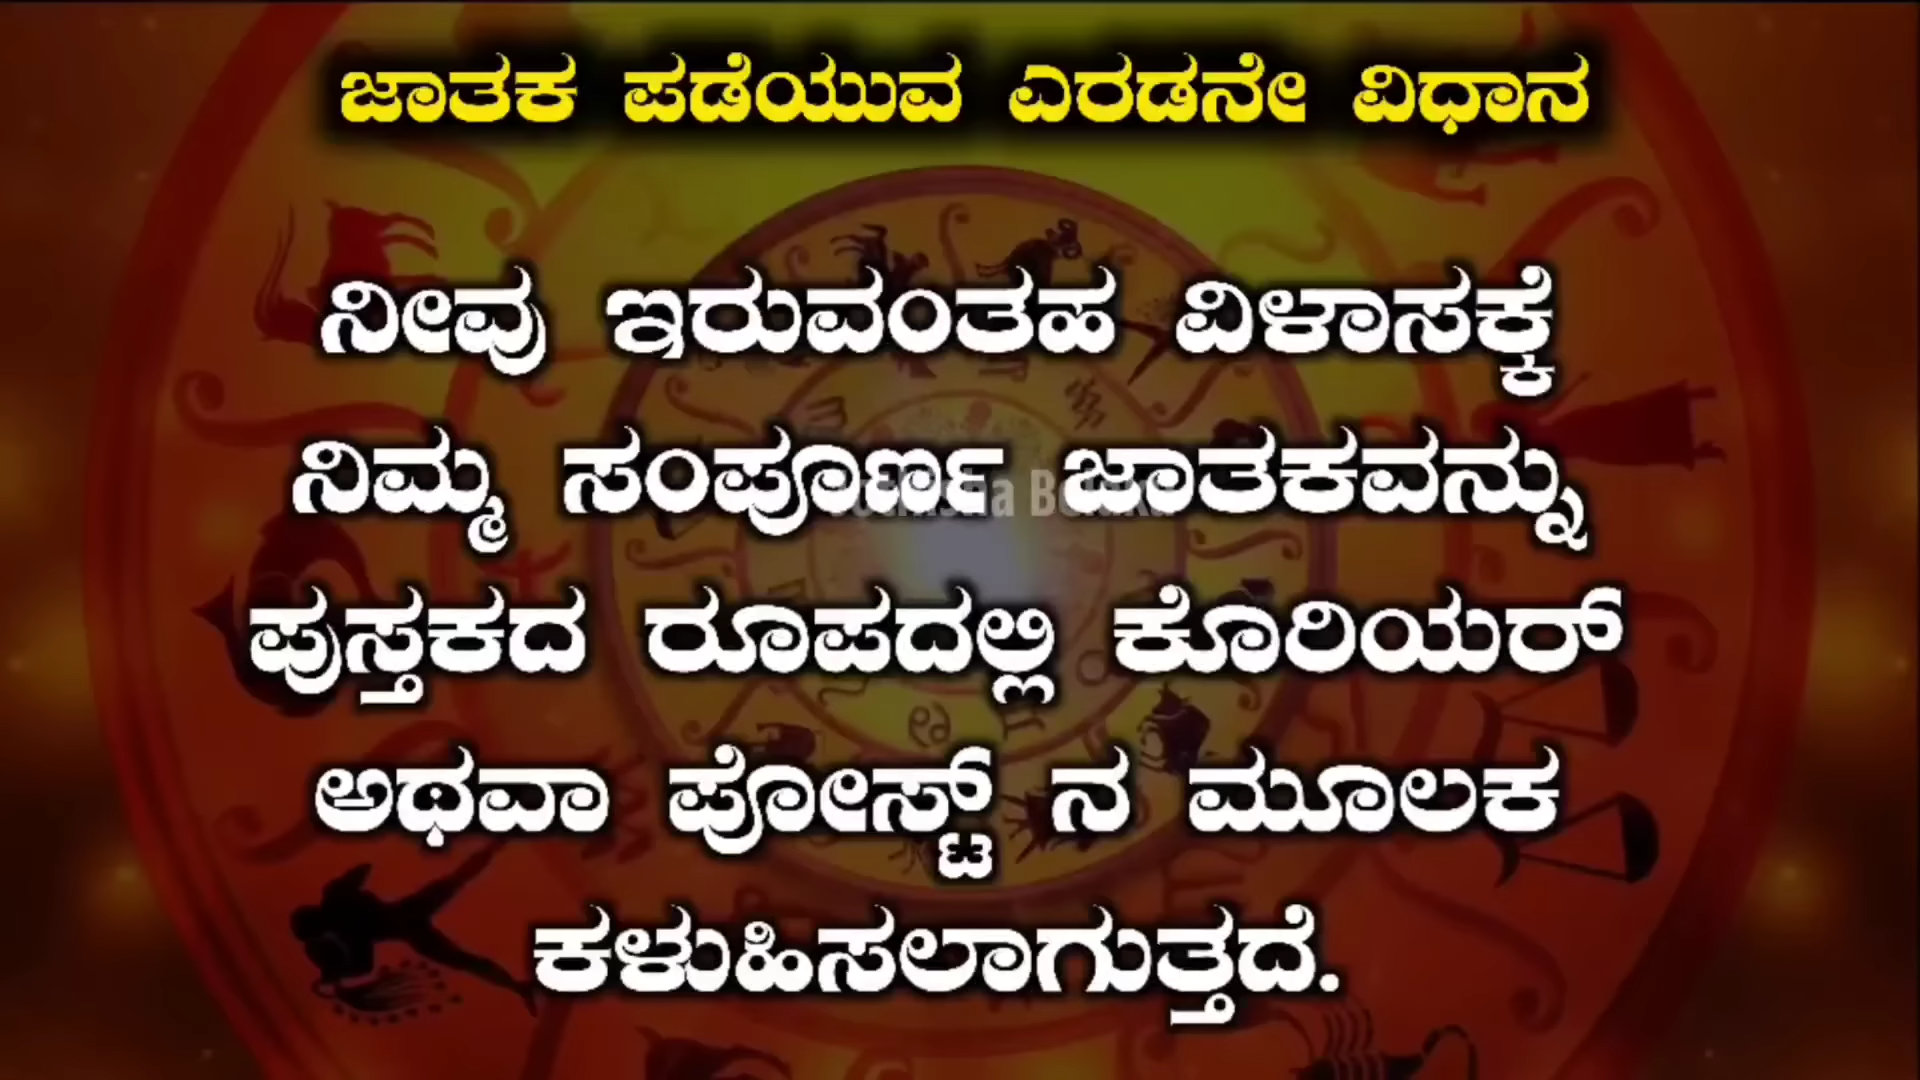 ಜಾತಕ ಪಡೆಯುವ ಎರಡನೇ ವಿಧಾನ
ನೀವು ಇರುವಂತಹ ವಿಳಾಸಕ್ಕೆ
ನಿಮ್ಮ ಸಂಪೂರ್ಣ ಜಾತಕವನ್ನು
ಪುಸ್ತಕದ ರೂಪದಲ್ಲಿ ಕೊರಿಯರ್
ಅಥವಾ ಪೋಸ್ಟ್ ನ ಮೂಲಕ
ಕಳುಹಿಸಲಾಗುತ್ತದೆ.